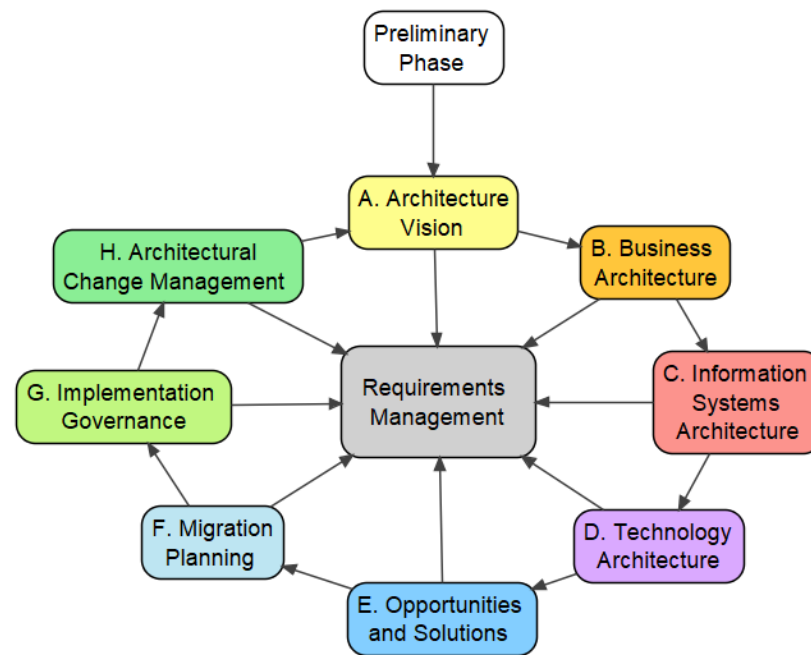 Preliminary
Phase
A. Architecture
Vision
B. Business
Architecture
H. Architectural
Change Management
C. Information
Systems
Architecture
Requirements
Management
G. Implementation
Governance
D. Technology
Architecture
F. Migration
Planning
E. Opportunities
and Solutions